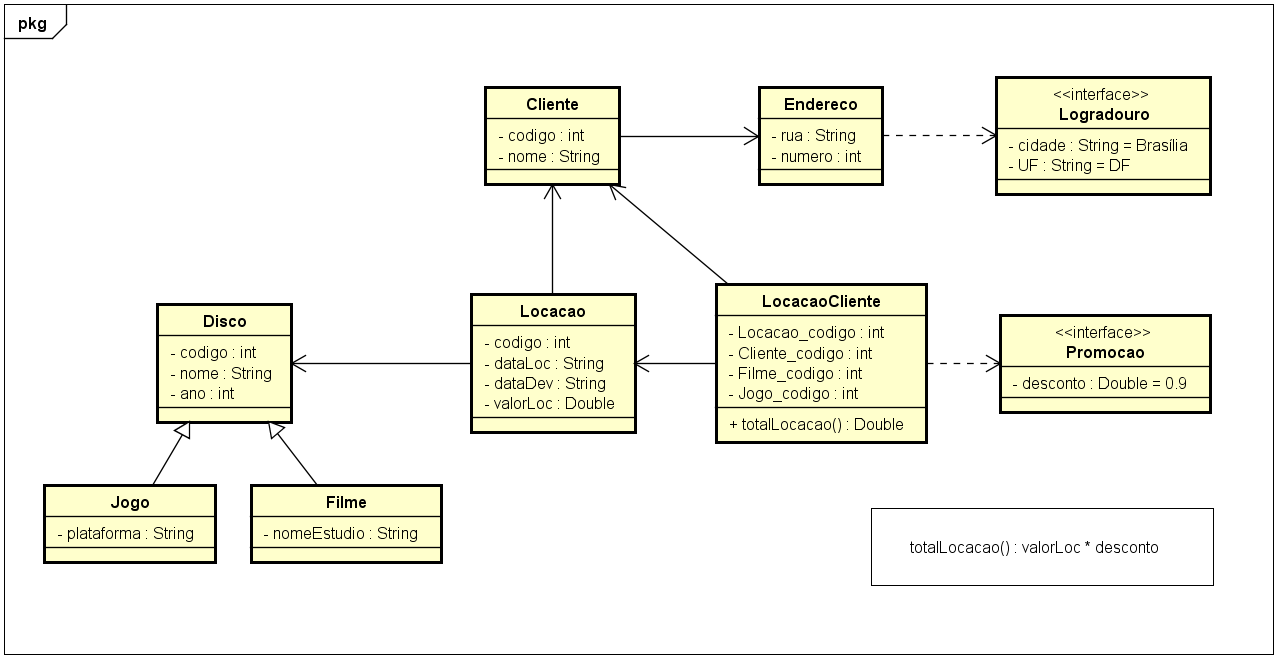 pkg
Cliente
- codigo : int
- nome : String
Endereco
- rua : String
- numero : int
<<interface>>
Logradouro
- cidade : String = Brasília
- UF : String = DF
Disco
- codigo : int
- nome : String
- ano : int
Locacao
- codigo : int
- dataLoc : String
- dataDev : String
- valorLoc : Double
LocacaoCliente
- Locacao_codigo : int
- Cliente_codigo : int
- Filme_codigo : int
- Jogo_codigo : int
+ totalLocacao() : Double
<<interface>>
Promocao
- desconto : Double = 0.9
Jogo
- plataforma : String
Filme
- nomeEstudio : String
totalLocacao() : valorLoc * desconto